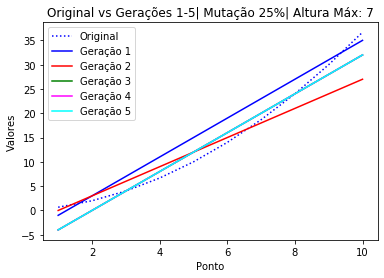 Original vs Gerações 1-5| Mutação 25%| Altura Máx: 7
Original
Geração 1
Geração 2
Geração 3
Geração 4
Geração 5
35
30
25
20
15
10
5
0
−5
Valores
2
4
6
8
10
Ponto